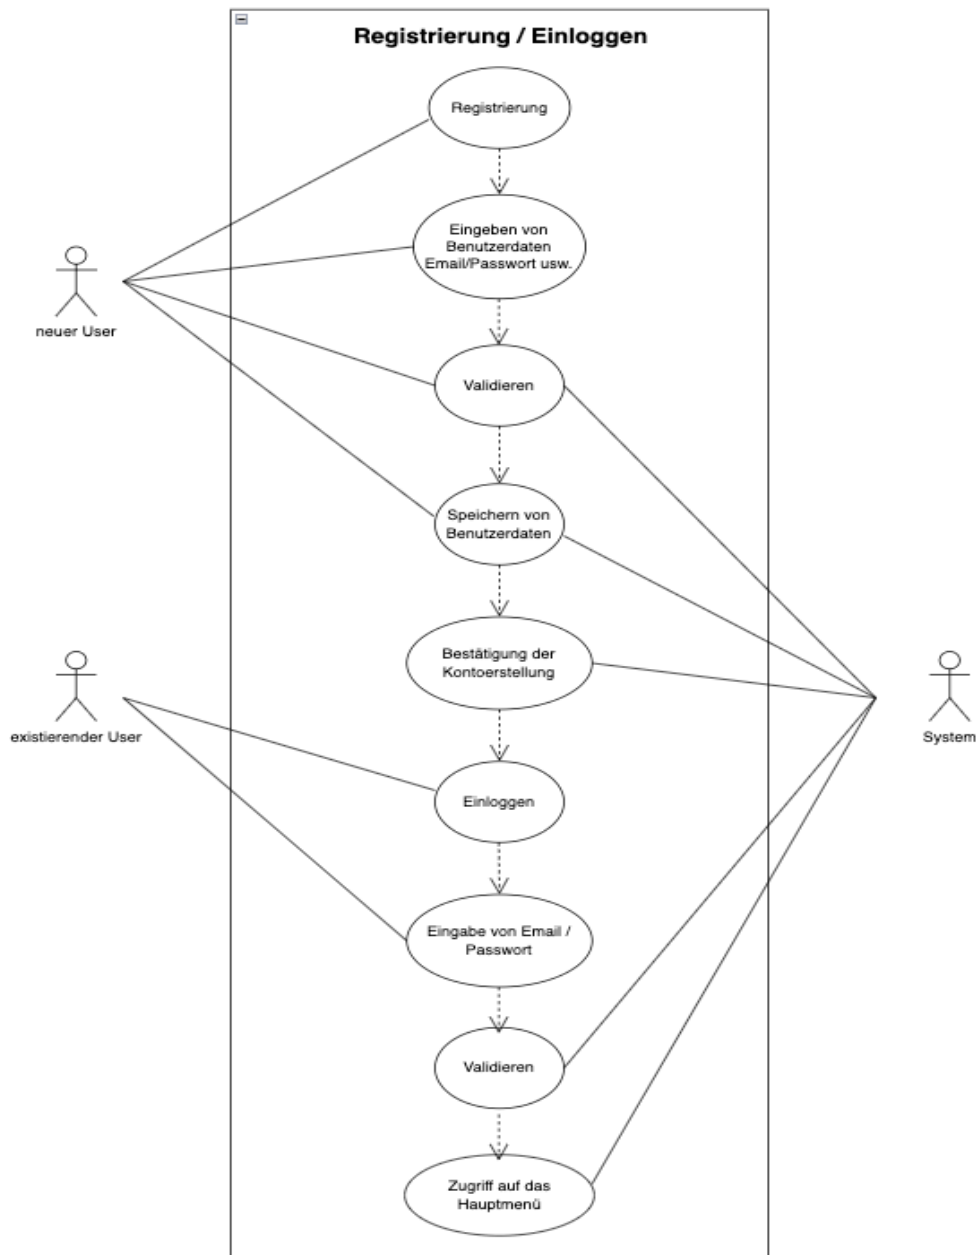 Registrierung / Einloggen
Registrierung
Eingeben von
Benutzerdaten
Email/Passwort usw.
neuer User
Validieren
Speichern von
Benutzerdaten
Bestätigung der
Kontoerstellung
existierender User
System
Einloggen
Eingabe von Email /
Passwort
Validieren
Zugriff auf das
Hauptmenü